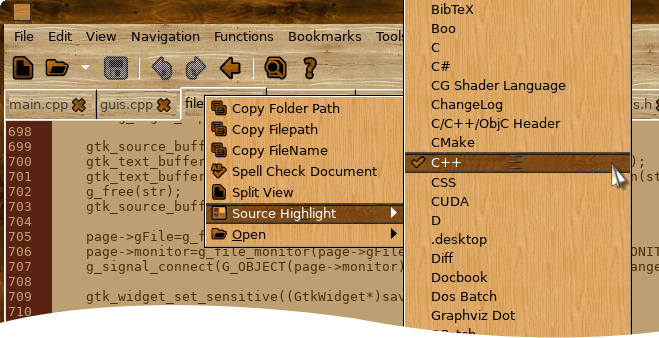 File Edit View Navigation Functions Bookmarks Tools
main.cpp guis.cpp file s.h
698
699 gtk_source_buff
700 gtk_text_buffer );
701 gtk_text_buffer n(st
702 g_free(str);
703 gtk_source_buff
704
705 page->gFile=g_f
706 page->monitor=g_file_monitor(page->gFile ONIT
707 g_signal_connect(G_OBJECT(page->monitor) ange
708
709 gtk_widget_set_sensitive((GtkWidget*)sav
710
Copy Folder Path
Copy Filepath
Copy FileName
Spell Check Document
Split View
Source Highlight
Open
BibTeX
Boo
C
C#
CG Shader Language
ChangeLog
C/C++/ObjC Header
CMake
C++
CSS
CUDA
D
.desktop
Diff
Docbook
Dos Batch
Graphviz Dot